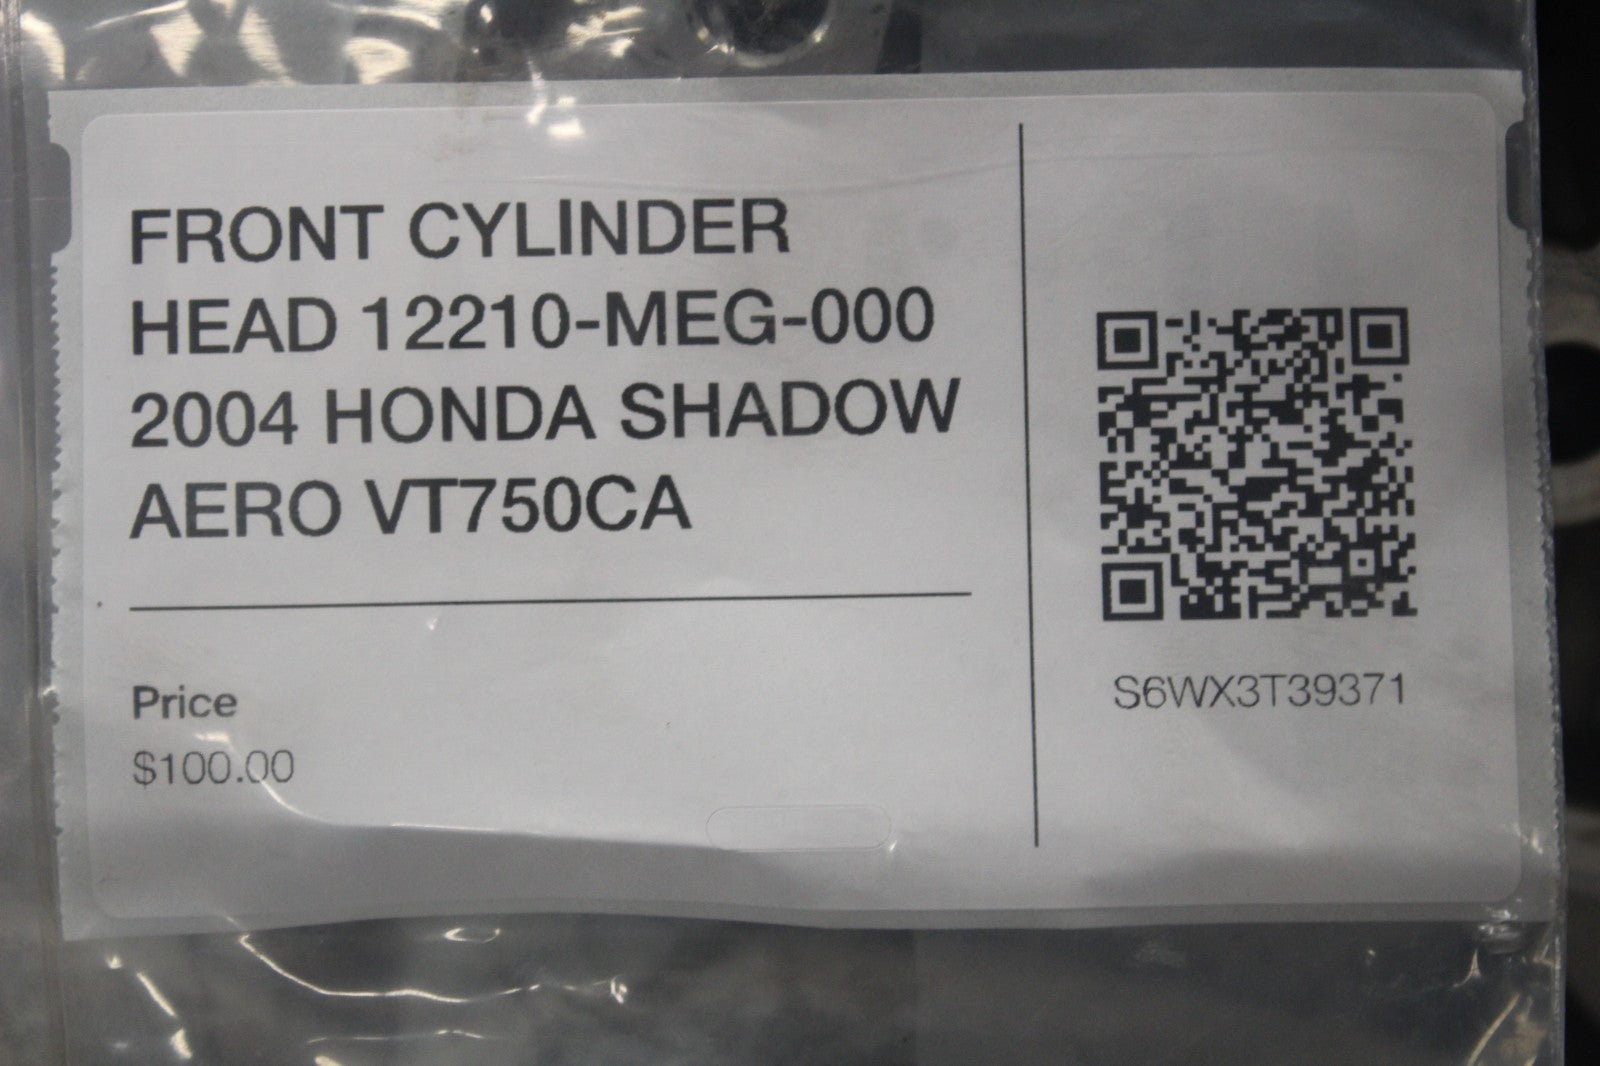 FRONT CYLINDER
HEAD 12210-MEG-000
2004 HONDA SHADOW
AERO VT750CA
Price
$100.00
S6WX3T39371